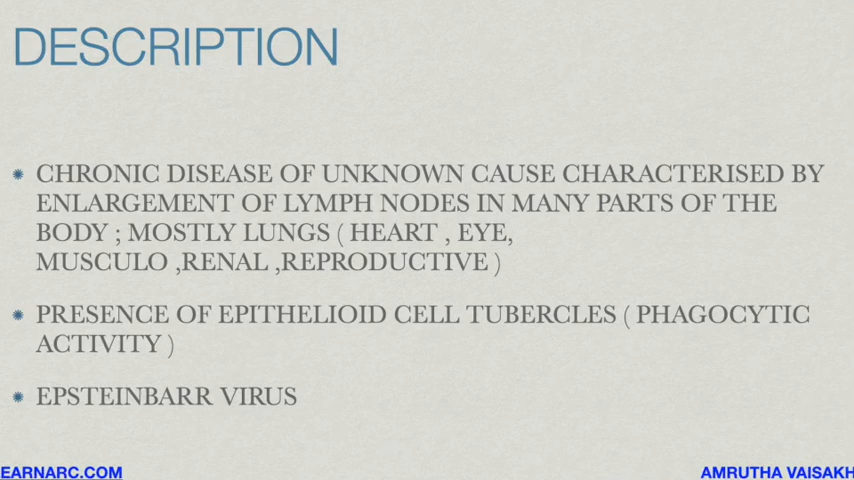 DESCRIPTION
CHRONIC DISEASE OF UNKNOWN CAUSE CHARACTERISED BY
ENLARGEMENT OF LYMPH NODES IN MANY PARTS OF THE
BODY ; MOSTLY LUNGS ( HEART , EYE,
MUSCULO ,RENAL ,REPRODUCTIVE )
PRESENCE OF EPITHELIOID CELL TUBERCLES ( PHAGOCYTIC
ACTIVITY )
EPSTEINBARR VIRUS
EARNARC.COM
AMRUTHA VAISAKH